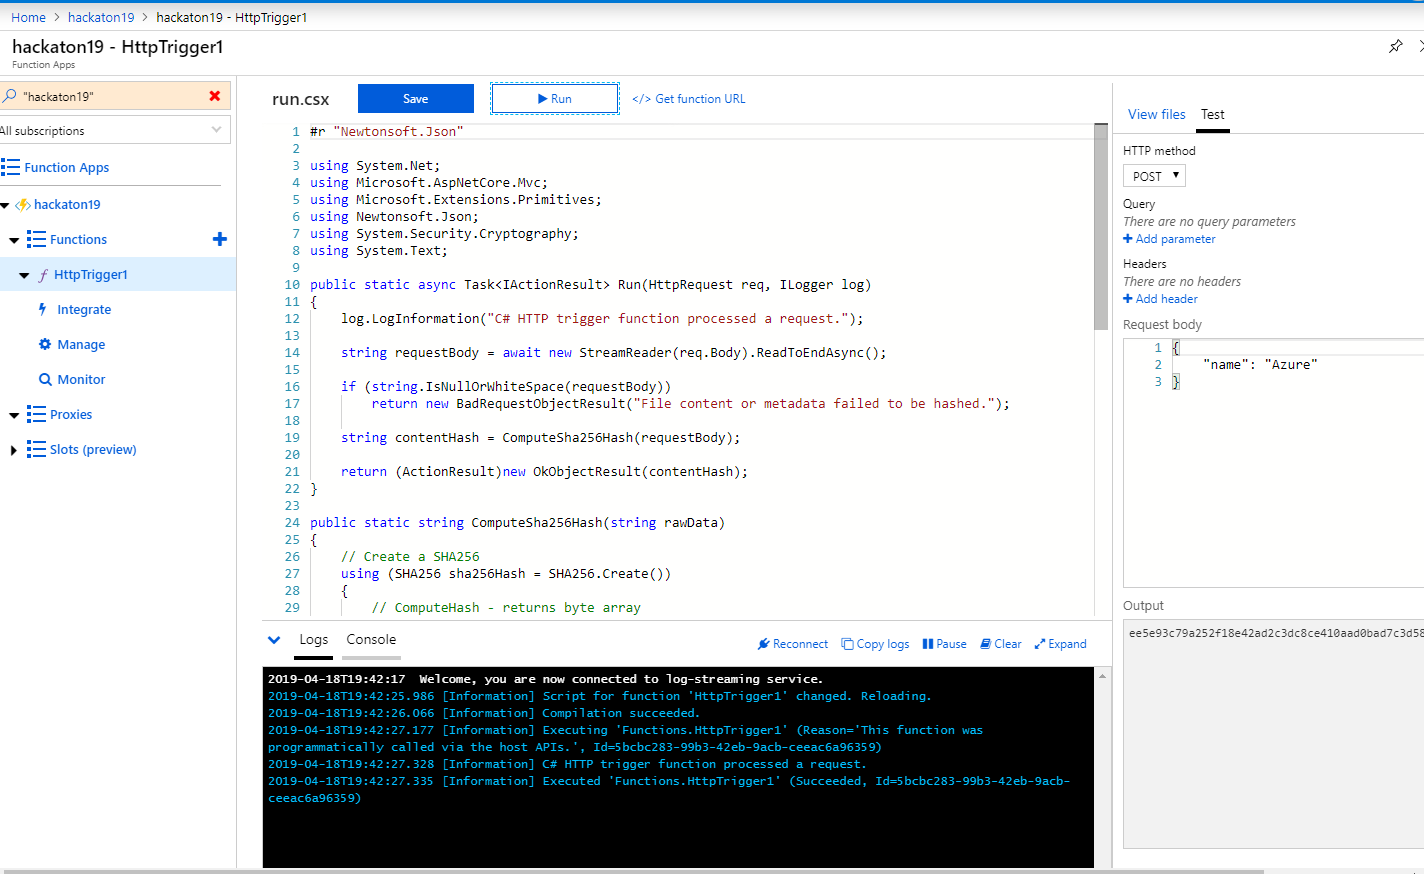 Home > hackaton19 > hackaton19 - HttpTrigger1
hackaton19 - HttpTrigger1
Function Apps
"hackaton19"
All subscriptions
Function Apps
hackaton19
Functions
HttpTrigger1
Integrate
Manage
Monitor
Proxies
Slots (preview)
run.csx
Save
Run
</> Get function URL
1 #r "Newtonsoft.Json"
2
3 using System.Net;
4 using Microsoft.AspNetCore.Mvc;
5 using Microsoft.Extensions.Primitives;
6 using Newtonsoft.Json;
7 using System.Security.Cryptography;
8 using System.Text;
9
10 public static async Task<IActionResult> Run(HttpRequest req, ILogger log)
11 {
12     log.LogInformation("C# HTTP trigger function processed a request.");
13
14     string requestBody = await new StreamReader(req.Body).ReadToEndAsync();
15
16     if (string.IsNullOrWhiteSpace(requestBody))
17         return new BadRequestObjectResult("File content or metadata failed to be hashed.");
18
19     string contentHash = ComputeSha256Hash(requestBody);
20
21     return (ActionResult)new OkObjectResult(contentHash);
22 }
23
24 public static string ComputeSha256Hash(string rawData)
25 {
26     // Create a SHA256
27     using (SHA256 sha256Hash = SHA256.Create())
28     {
29         // ComputeHash - returns byte array
Logs
Console
Reconnect
Copy logs
Pause
Clear
Expand
2019-04-18T19:42:17  Welcome, you are now connected to log-streaming service.
2019-04-18T19:42:25.986 [Information] Script for function 'HttpTrigger1' changed. Reloading.
2019-04-18T19:42:26.066 [Information] Compilation succeeded.
2019-04-18T19:42:27.177 [Information] Executing 'Functions.HttpTrigger1' (Reason='This function was
programmatically called via the host APIs.', Id=5bcbc283-99b3-42eb-9acb-ceeac6a96359)
2019-04-18T19:42:27.328 [Information] C# HTTP trigger function processed a request.
2019-04-18T19:42:27.335 [Information] Executed 'Functions.HttpTrigger1' (Succeeded, Id=5bcbc283-99b3-42eb-9acb-
ceeac6a96359)
View files
Test
HTTP method
POST
Query
There are no query parameters
+ Add parameter
Headers
There are no headers
+ Add header
Request body
1 {
2     "name": "Azure"
3 }
Output
ee5e93c79a252f18e42ad2c3dc8ce410aad0bad7c3d58